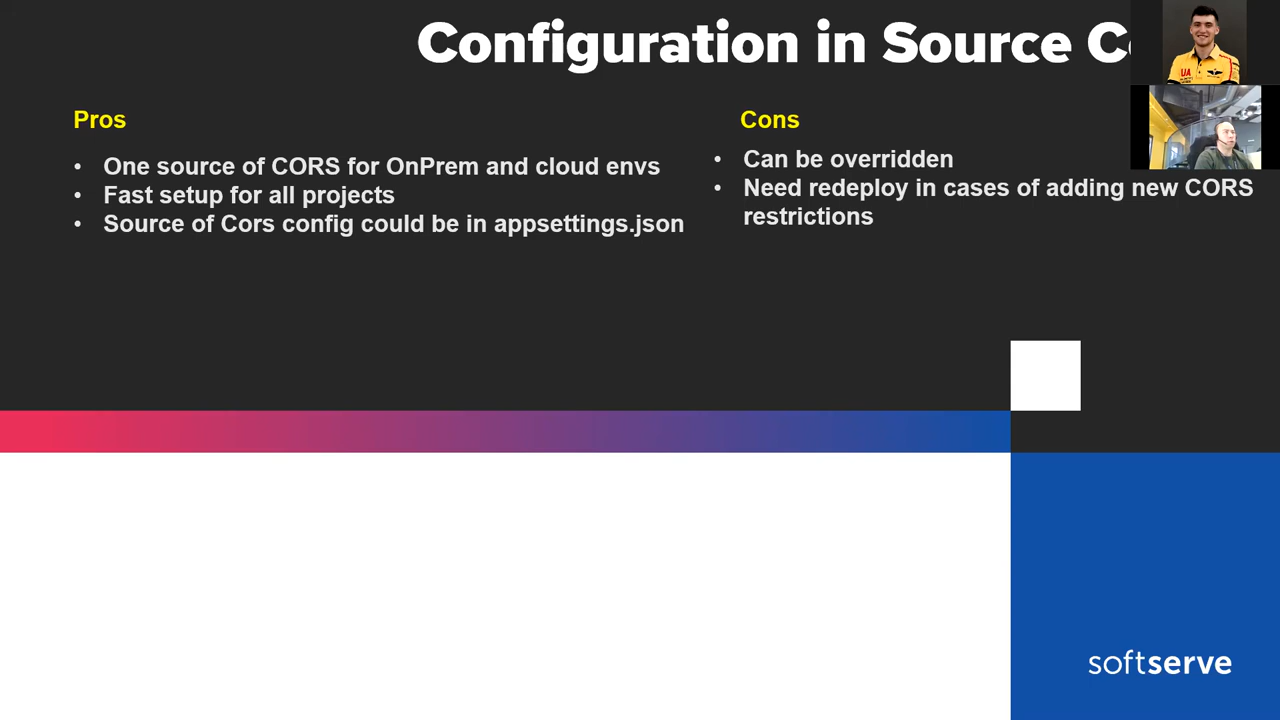 Configuration in Source
Pros
• One source of CORS for OnPrem and cloud envs
• Fast setup for all projects
• Source of Cors config could be in appsettings.json
Cons
• Can be overridden
• Need redeploy in cases of adding new CORS
restrictions
UA
softserve